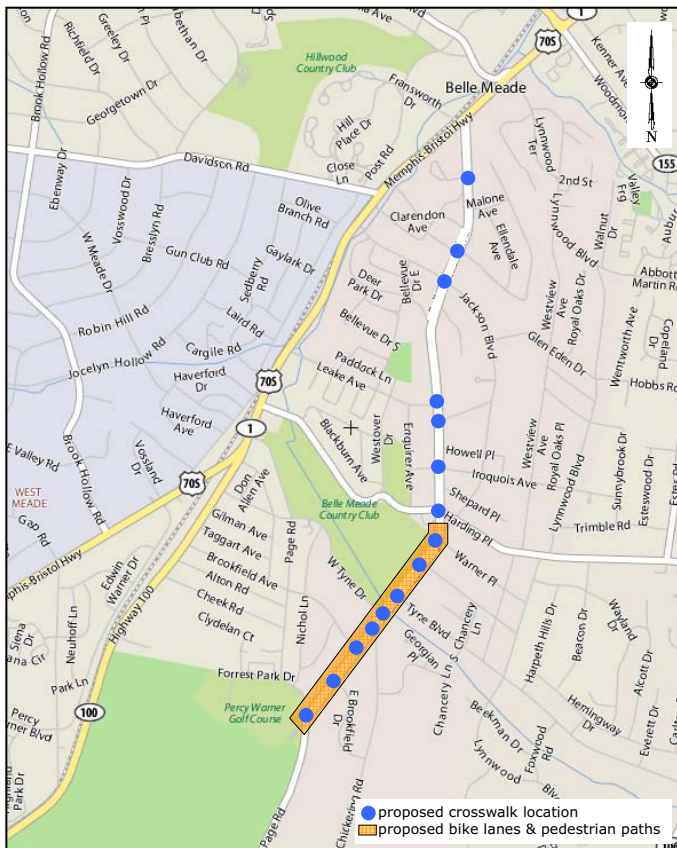 Brook Hollow Rd
Richfield Dr
Greeley Dr
Georgetown Dr
Hillwood
Country Club
Fransworth
Dr
Belle Meade
70S
1
Kenner Ave
Hill
Place Dr
Post Rd
Close
Ln
Memphis-Bristol Hwy
Lynnwood
Ter
N
155
Davidson Rd
2nd St
Valley
Frg
Ebenway Dr
Vosswood Dr
Bresslyn Rd
Olive
Branch Rd
Clarendon
Ave
Malone
Ave
Ellendale
Ave
Lynnwood Blvd
Walnut
Dr
W Meade Dr
Gun Club Rd
Sedberry
Rd
Gaylark Dr
Deer
Park Dr
Bellevue
Dr E
Westview
Ave
Royal Oaks Dr
Abbott
Martin Rd
Robin Hill Rd
Laird Rd
Bellevue Dr S
Jackson Blvd
Glen Eden Dr
Wentworth Ave
Copeland
Dr
Jocelyn Hollow Rd
Cargile Rd
Haverford
Dr
70S
Paddock Ln
Leake Ave
Hobbs Rd
Haverford
Ave
1
Blackburn Ave
Westover
Dr
Enquirer Ave
Howell Pl
Westview
Ave
Royal Oaks Pl
E Valley Rd
Brook Hollow Rd
Vossland
Dr
Iroquois Ave
Lynnwood Blvd
Sunnybrook Dr
Esteswood Dr
WEST
MEADE
70S
Don
Allen Ave
Belle Meade
Country Club
Shepard Pl
Harding Pl
Trimble Rd
Gap Rd
Gilman Ave
Page Rd
Taggart Ave
Warner Pl
Memphis-Bristol Hwy
Edwin
Warner Dr
Brookfield Ave
W Tyne Dr
Highway 100
Alton Rd
Cheek Rd
Nichol Ln
Tyne Blvd
Chancery
Ln
Wayland
Dr
Siena
Dr
Neuhoff Ln
Clydelan Ct
Georgian
Pl
Chancery Ln S
Harpeth Hills Dr
Beacon Dr
Alcott Dr
Park Ln
Forrest Park Dr
Hemingway
Dr
Percy
100
Percy Warner
Golf Course
E Brookfield
Dr
Beekman Dr
Everett Dr
Lynnwood
Foxwood
Rd
Park Dr
Page Rd
Chickering Rd
proposed crosswalk location
proposed bike lanes & pedestrian paths